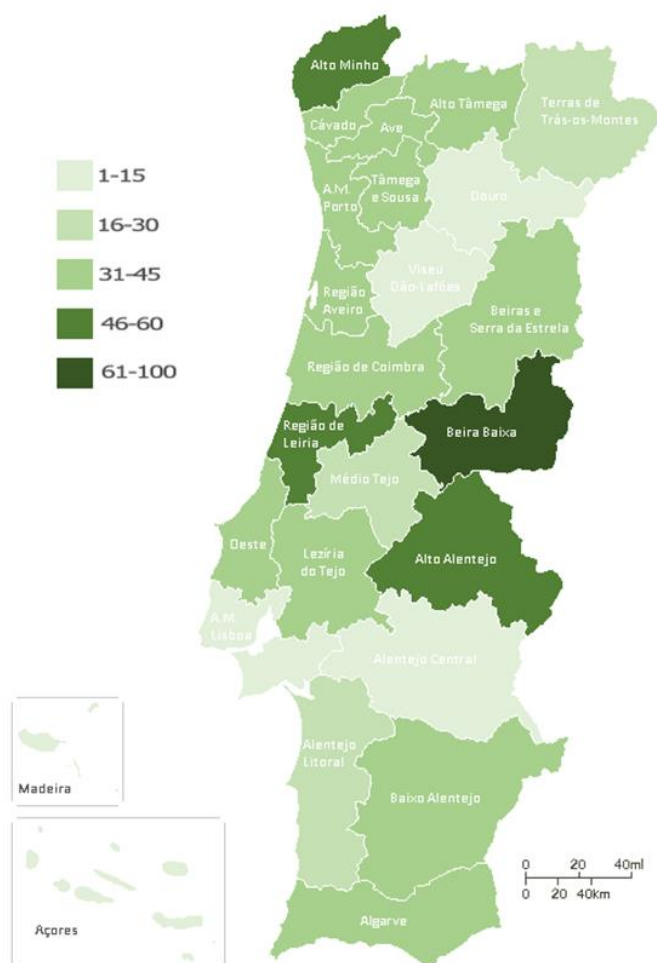 Alto Minho
Alto Tâmega
Terras de
Trás-os-Montes
Cávado
Ave
1-15
A.M.
Porto
Tâmega
e Sousa
Douro
16-30
31-45
Viseu
Dão-Lafões
Região
Aveiro
Beiras e
Serra da Estrela
46-60
61-100
Região de Coimbra
Região de
Leiria
Beira Baixa
Médio Tejo
Oeste
Lezíria
do Tejo
Alto Alentejo
A.M.
Lisboa
Alentejo Central
Alentejo
Litoral
Madeira
Baixo Alentejo
0 20 40ml
0 20 40km
Algarve
Açores